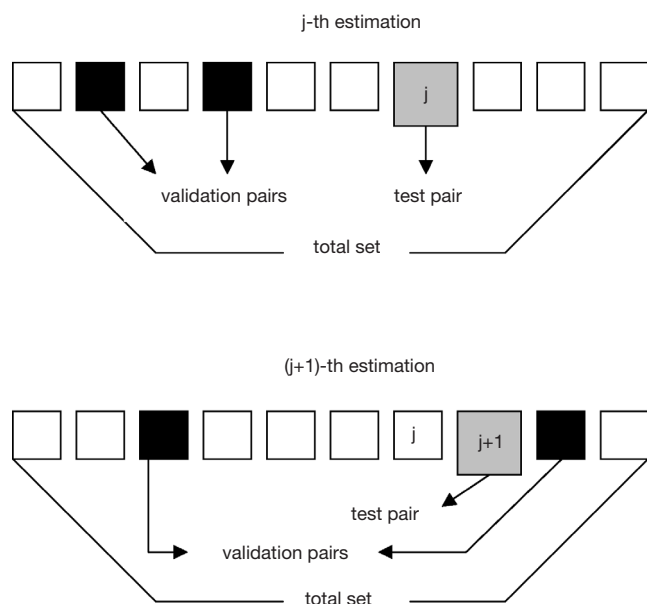 j-th estimation
j
validation pairs
test pair
total set
(j+1)-th estimation
j
j+1
test pair
validation pairs
total set